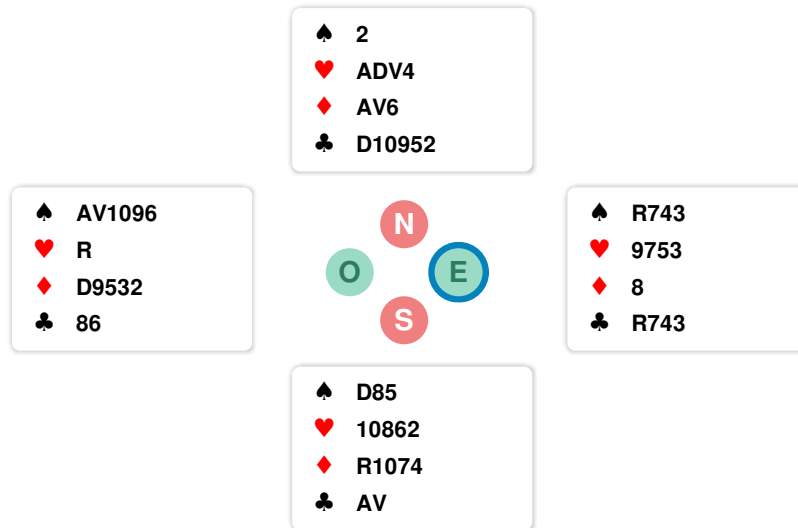 ♠ 2
♥ ADV4
♦ AV6
♣ D10952
♠ AV1096
♥ R
♦ D9532
♣ 86
N
O E
S
♠ R743
♥ 9753
♦ 8
♣ R743
♠ D85
♥ 10862
♦ R1074
♣ AV